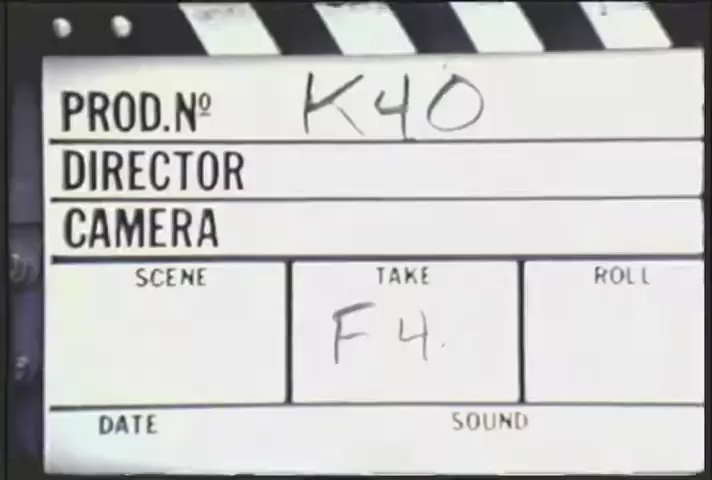 PROD.Nº K40
DIRECTOR
CAMERA
SCENE TAKE ROLL
F4.
DATE SOUND